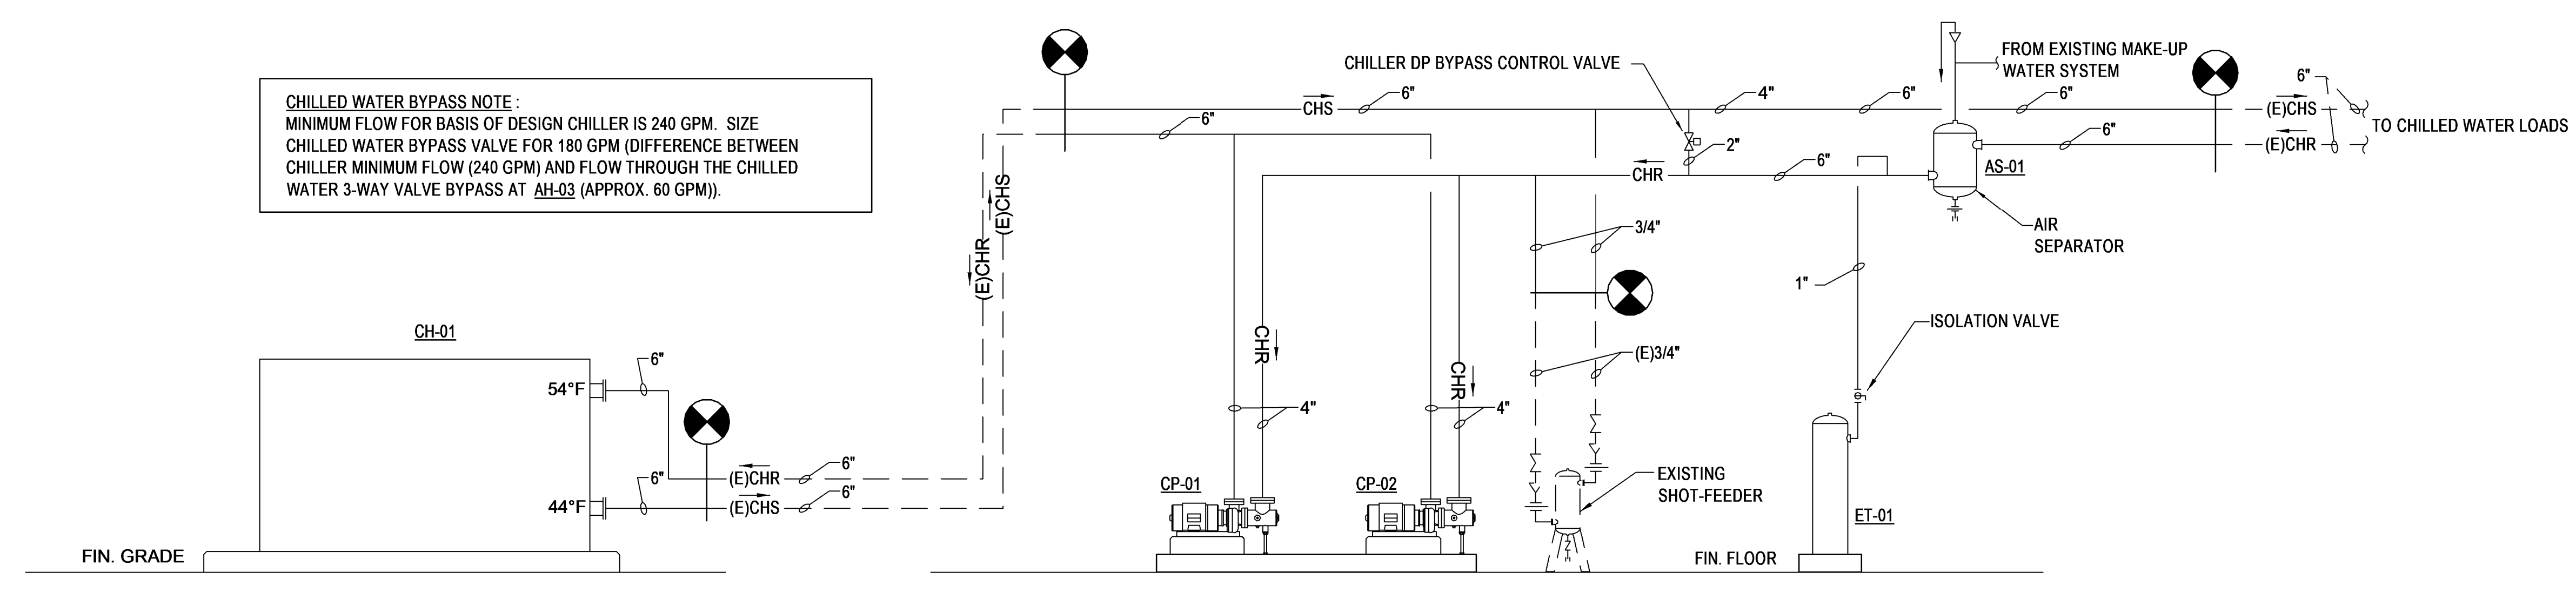 CHILLED WATER BYPASS NOTE :
MINIMUM FLOW FOR BASIS OF DESIGN CHILLER IS 240 GPM. SIZE
CHILLED WATER BYPASS VALVE FOR 180 GPM (DIFFERENCE BETWEEN
CHILLER MINIMUM FLOW (240 GPM) AND FLOW THROUGH THE CHILLED
WATER 3-WAY VALVE BYPASS AT AH-03 (APPROX. 60 GPM)).
CH-01
54°F
6"
44°F
6"
(E)CHR
6"
(E)CHS
6"
FIN. GRADE
(E)CHR
(E)CHS
CHS
6"
6"
CHILLER DP BYPASS CONTROL VALVE
4"
6"
6"
2"
CHR
6"
FROM EXISTING MAKE-UP
WATER SYSTEM
6"
(E)CHS
(E)CHR
TO CHILLED WATER LOADS
6"
AS-01
AIR
SEPARATOR
3/4"
(E)3/4"
1"
ISOLATION VALVE
CHR
4"
CHR
4"
CP-01
CP-02
EXISTING
SHOT-FEEDER
ET-01
FIN. FLOOR